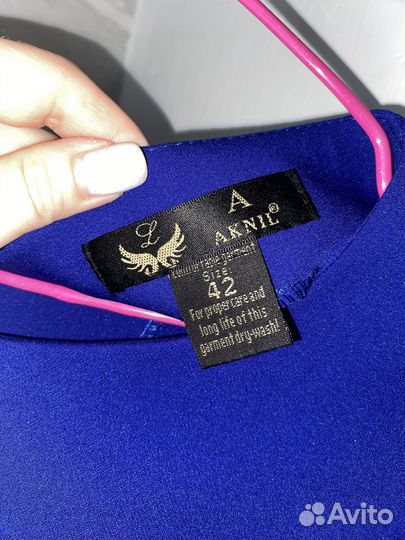 L A
AKNIL®
Size:
42
For proper care and
long life of this
garment dry-wash!
Avito